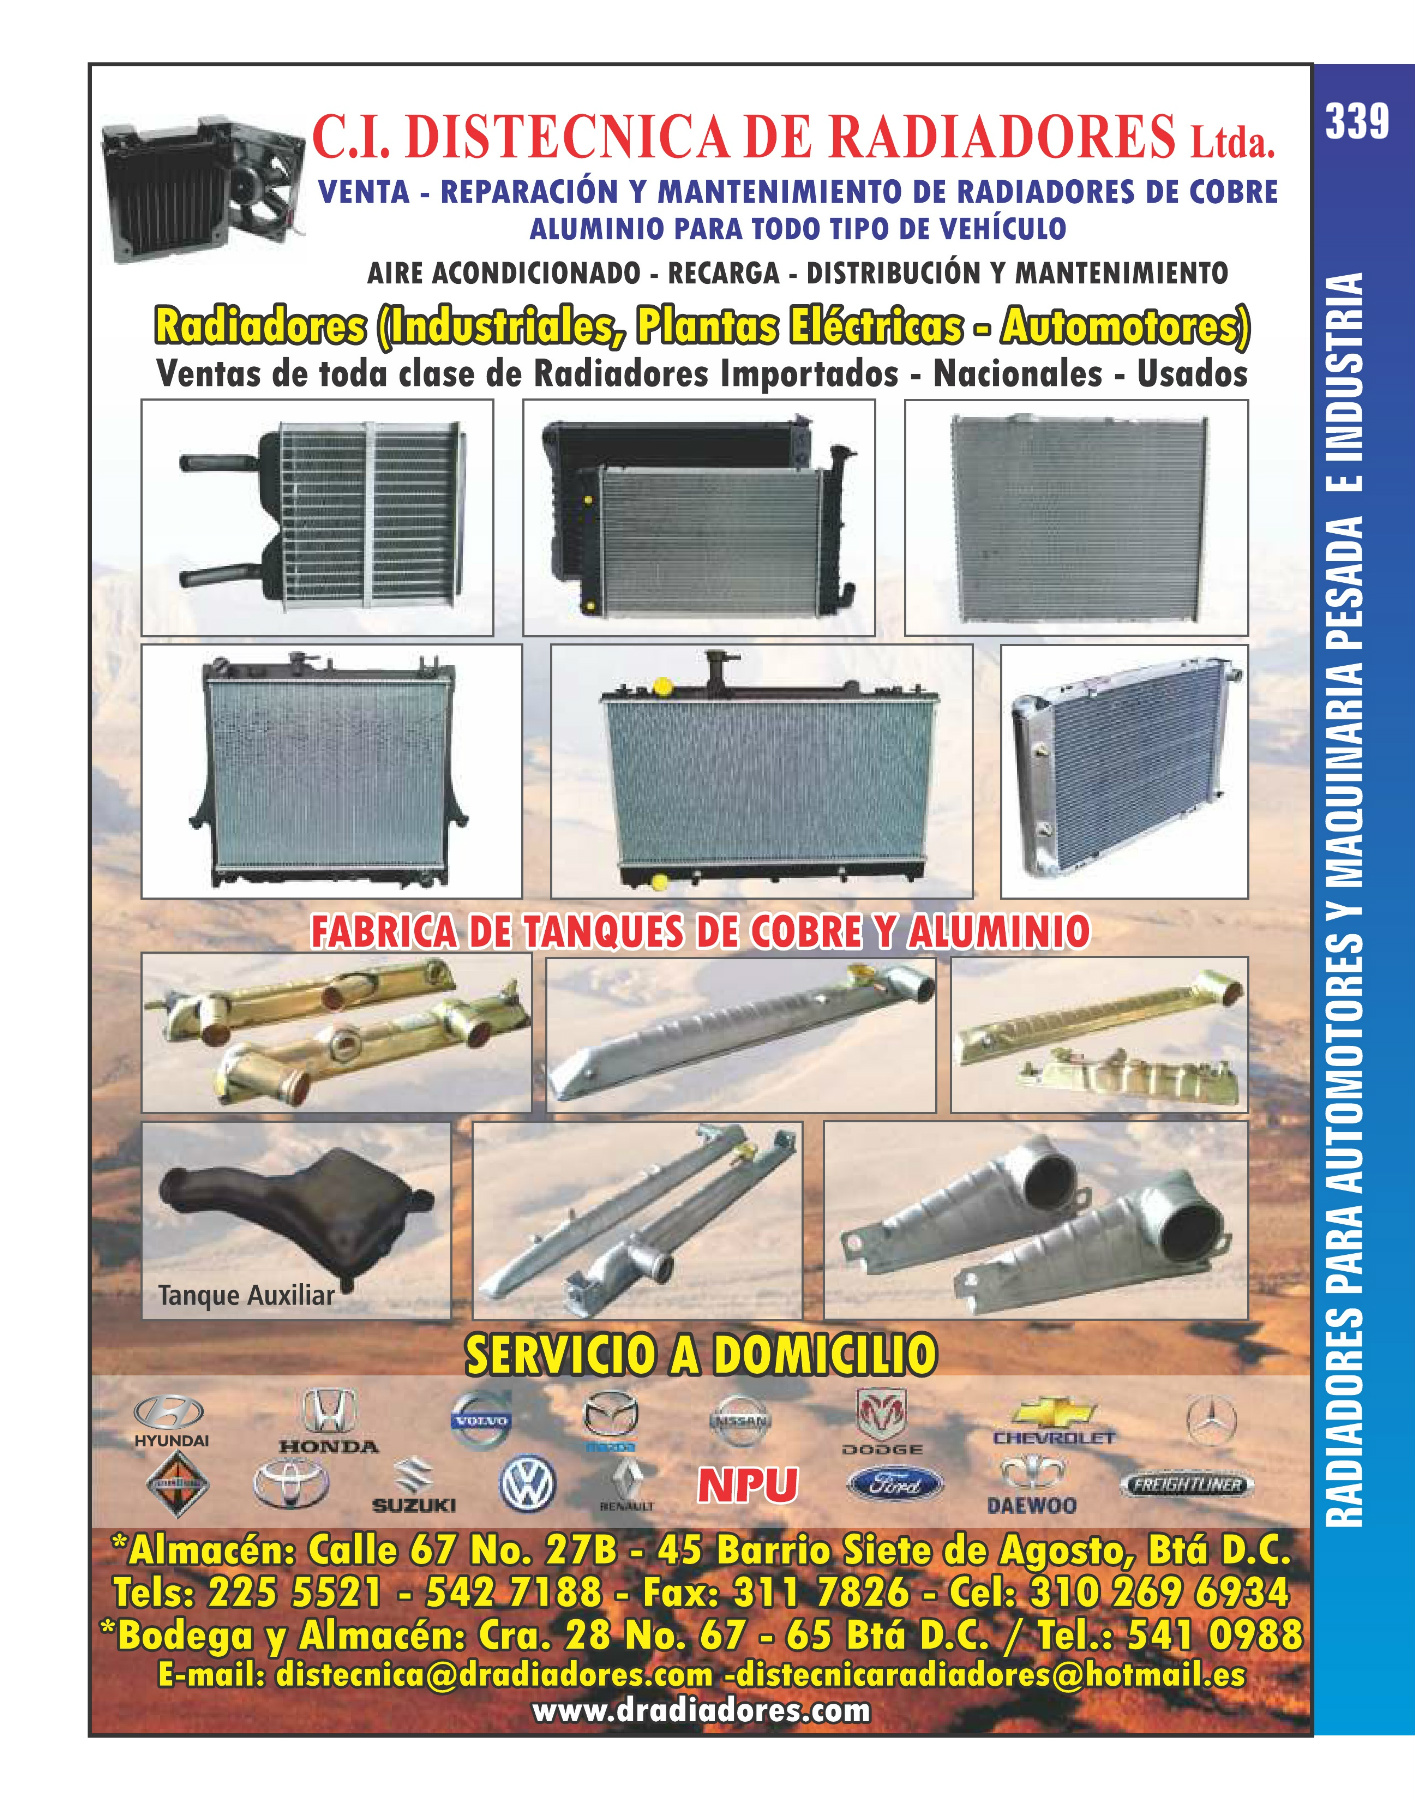 339
RADIADORES PARA AUTOMOTORES Y MAQUINARIA PESADA E INDUSTRIA
C.I. DISTECNICA DE RADIADORES Ltda.
VENTA - REPARACIÓN Y MANTENIMIENTO DE RADIADORES DE COBRE
ALUMINIO PARA TODO TIPO DE VEHÍCULO
AIRE ACONDICIONADO - RECARGA - DISTRIBUCIÓN Y MANTENIMIENTO
Radiadores (Industriales, Plantas Eléctricas - Automotores)
Ventas de toda clase de Radiadores Importados - Nacionales - Usados
FABRICA DE TANQUES DE COBRE Y ALUMINIO
Tanque Auxiliar
SERVICIO A DOMICILIO
HYUNDAI
HONDA
VOLVO
mazda
NISSAN
DODGE
CHEVROLET
SUZUKI
RENAULT
NPU
Ford
DAEWOO
FREIGHTLINER
*Almacén: Calle 67 No. 27B - 45 Barrio Siete de Agosto, Btá D.C.
Tels: 225 5521 - 542 7188 - Fax: 311 7826 - Cel: 310 269 6934
*Bodega y Almacén: Cra. 28 No. 67 - 65 Btá D.C. / Tel.: 541 0988
E-mail: distecnica@dradiadores.com -distecnicaradiadores@hotmail.es
www.dradiadores.com